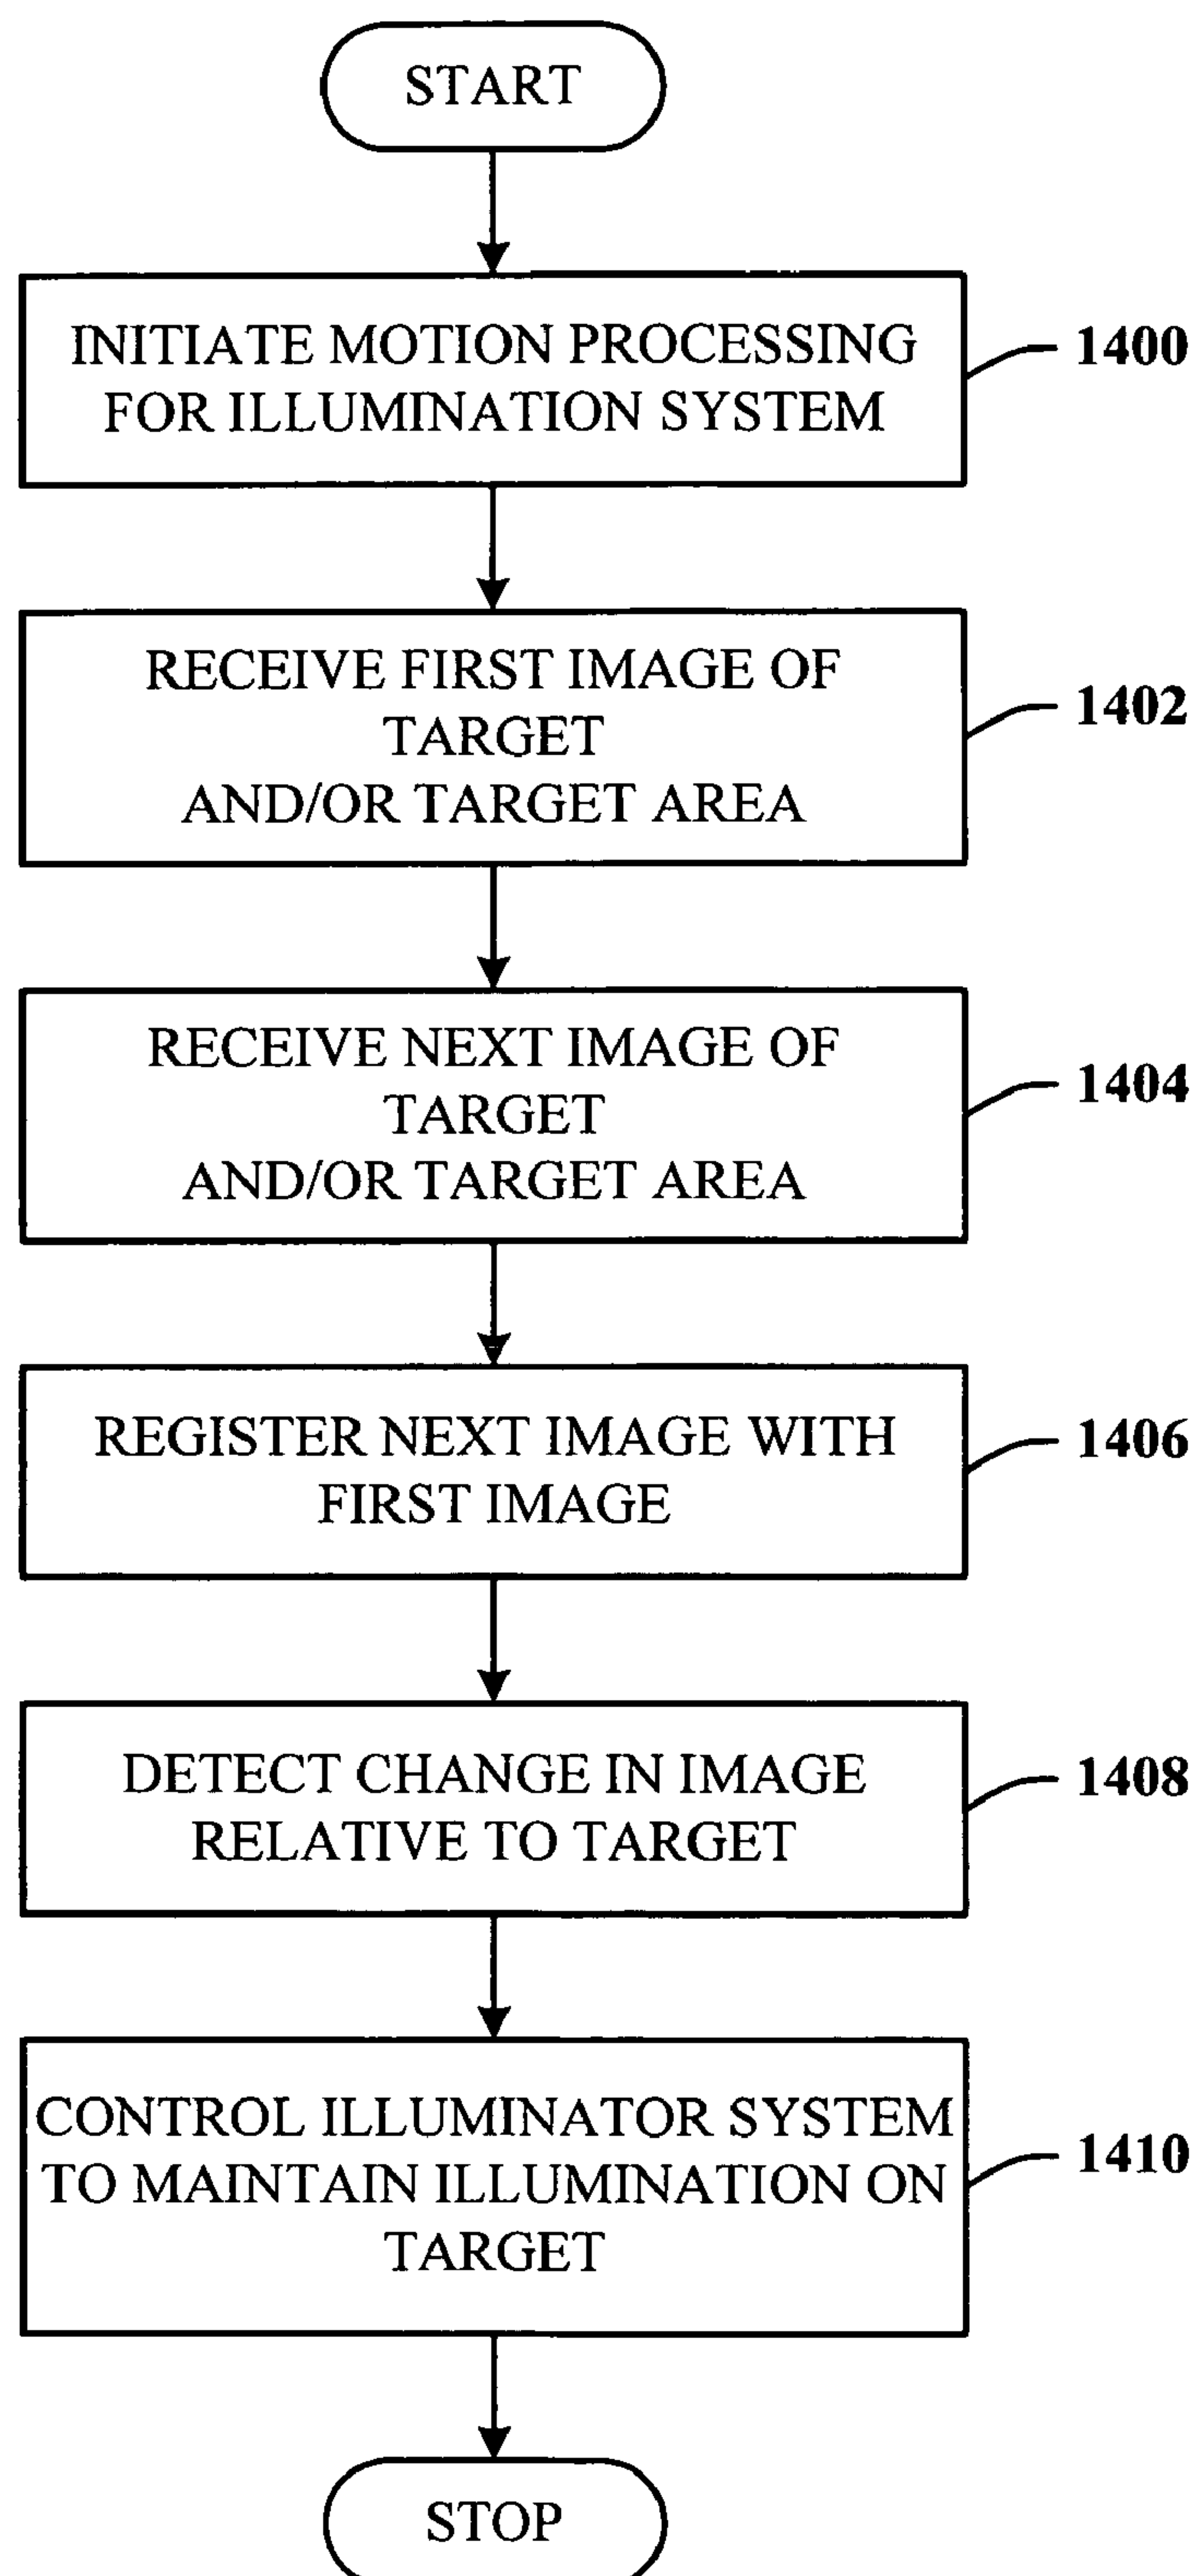 START
INITIATE MOTION PROCESSING
FOR ILLUMINATION SYSTEM
1400
RECEIVE FIRST IMAGE OF
TARGET
AND/OR TARGET AREA
1402
RECEIVE NEXT IMAGE OF
TARGET
AND/OR TARGET AREA
1404
REGISTER NEXT IMAGE WITH
FIRST IMAGE
1406
DETECT CHANGE IN IMAGE
RELATIVE TO TARGET
1408
CONTROL ILLUMINATOR SYSTEM
TO MAINTAIN ILLUMINATION ON
TARGET
1410
STOP